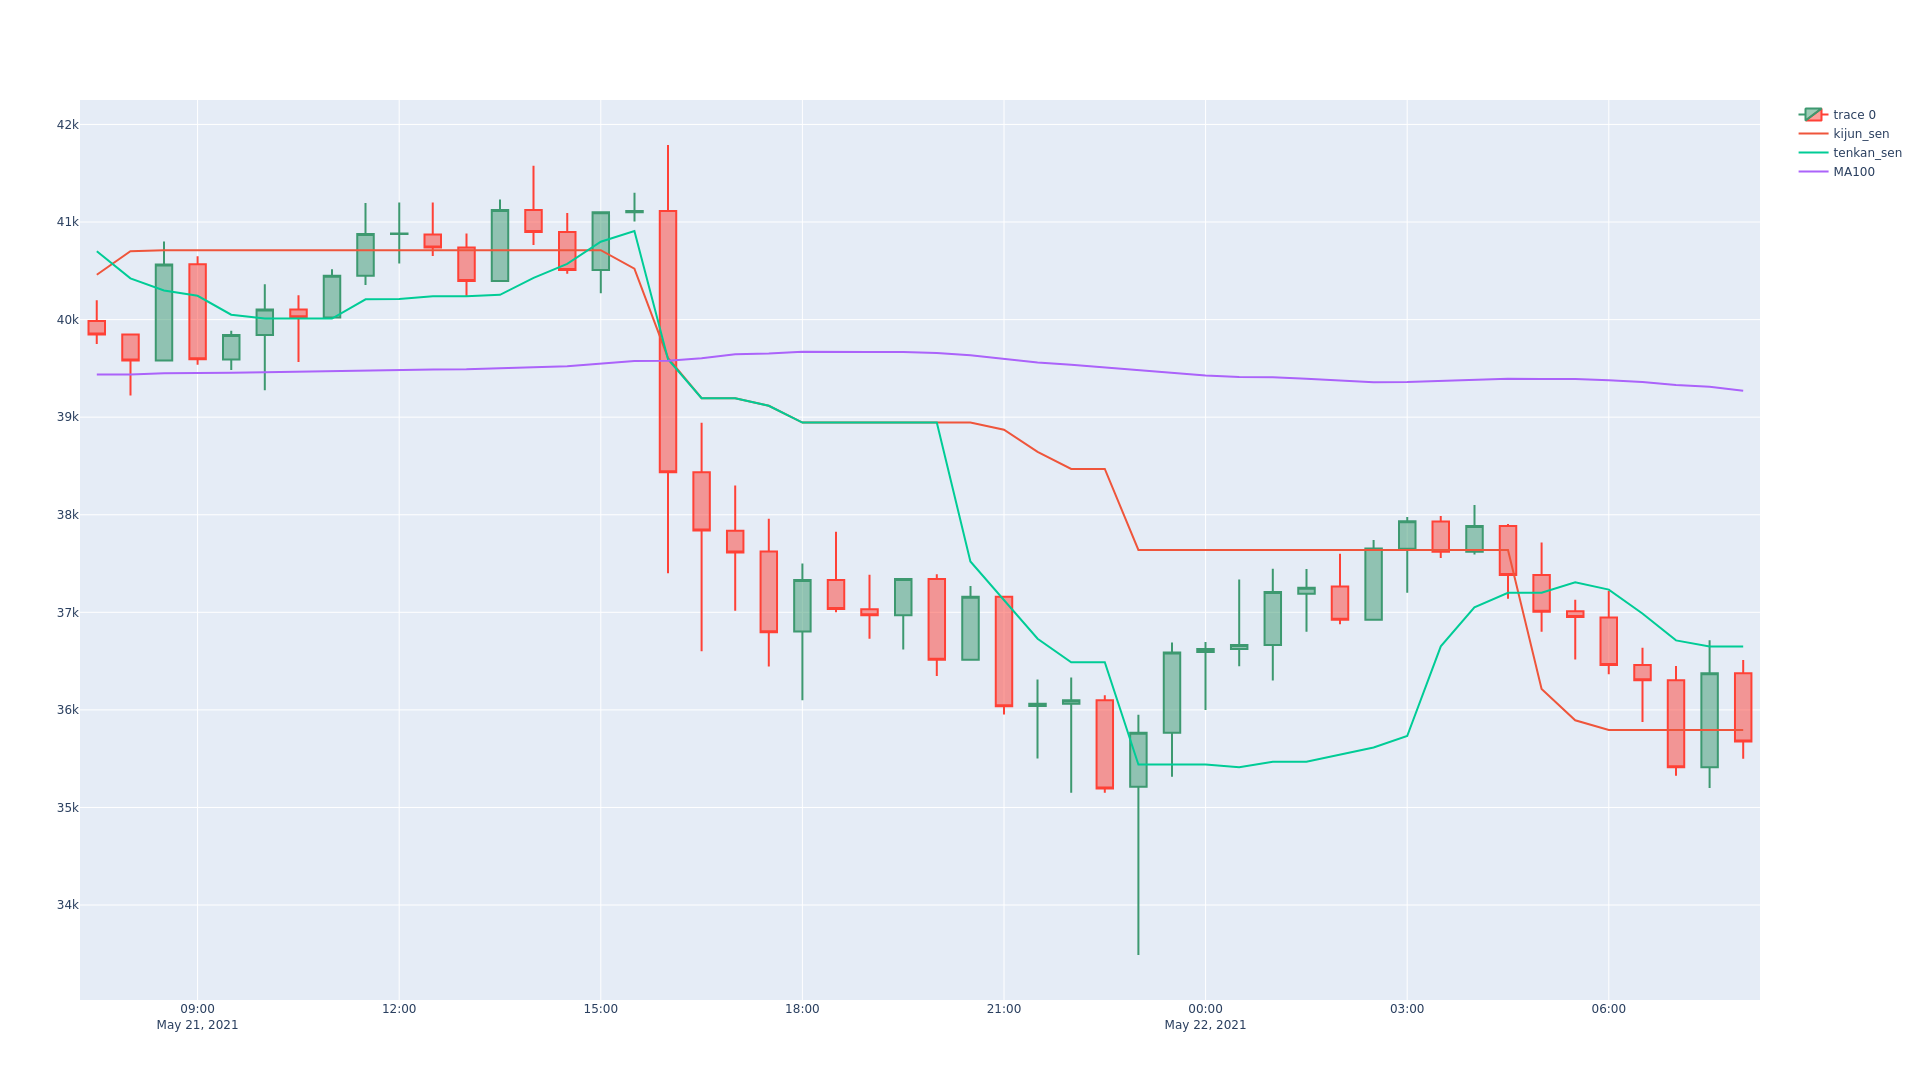 42k
41k
40k
39k
38k
37k
36k
35k
34k
09:00
May 21, 2021
12:00
15:00
18:00
21:00
00:00
May 22, 2021
03:00
06:00
trace 0
kijun_sen
tenkan_sen
MA100